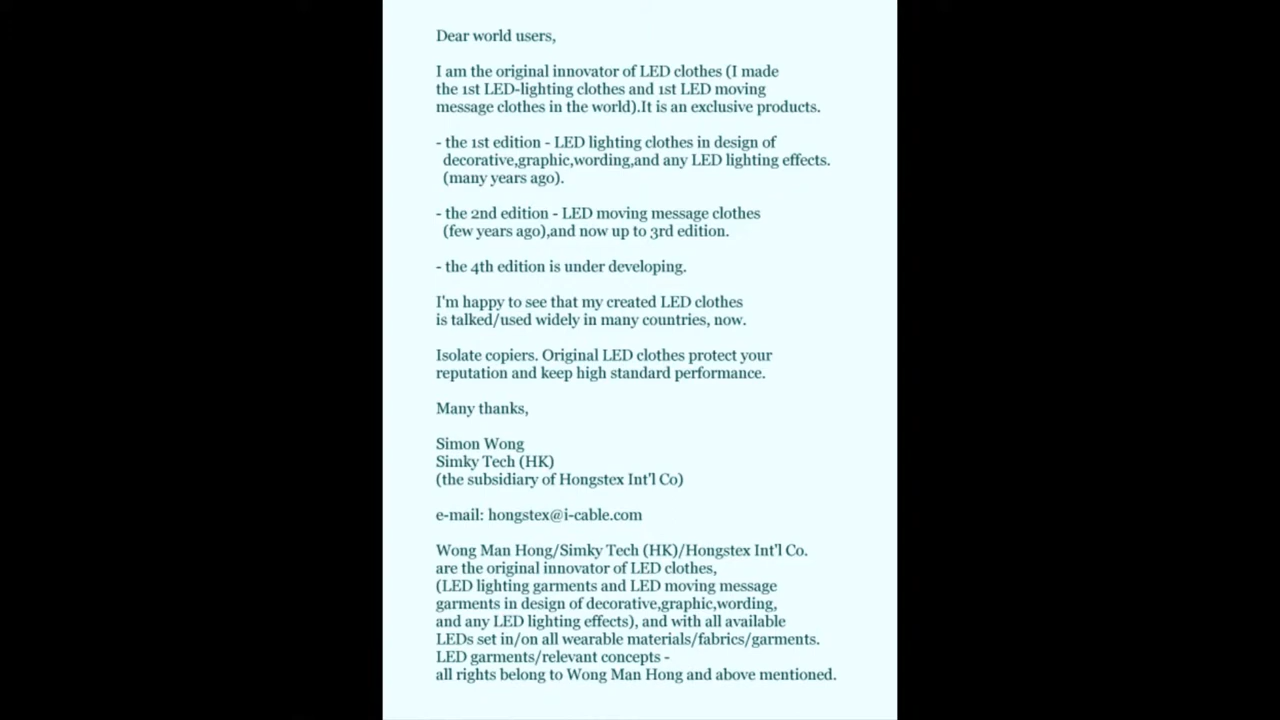 Dear world users,
I am the original innovator of LED clothes (I made
the 1st LED-lighting clothes and 1st LED moving
message clothes in the world).It is an exclusive products.
- the 1st edition - LED lighting clothes in design of
decorative,graphic,wording,and any LED lighting effects.
(many years ago).
- the 2nd edition - LED moving message clothes
(few years ago),and now up to 3rd edition.
- the 4th edition is under developing.
I'm happy to see that my created LED clothes
is talked/used widely in many countries, now.
Isolate copiers. Original LED clothes protect your
reputation and keep high standard performance.
Many thanks,
Simon Wong
Simky Tech (HK)
(the subsidiary of Hongstex Int'l Co)
e-mail: hongstex@i-cable.com
Wong Man Hong/Simky Tech (HK)/Hongstex Int'l Co.
are the original innovator of LED clothes,
(LED lighting garments and LED moving message
garments in design of decorative,graphic,wording,
and any LED lighting effects), and with all available
LEDs set in/on all wearable materials/fabrics/garments.
LED garments/relevant concepts -
all rights belong to Wong Man Hong and above mentioned.